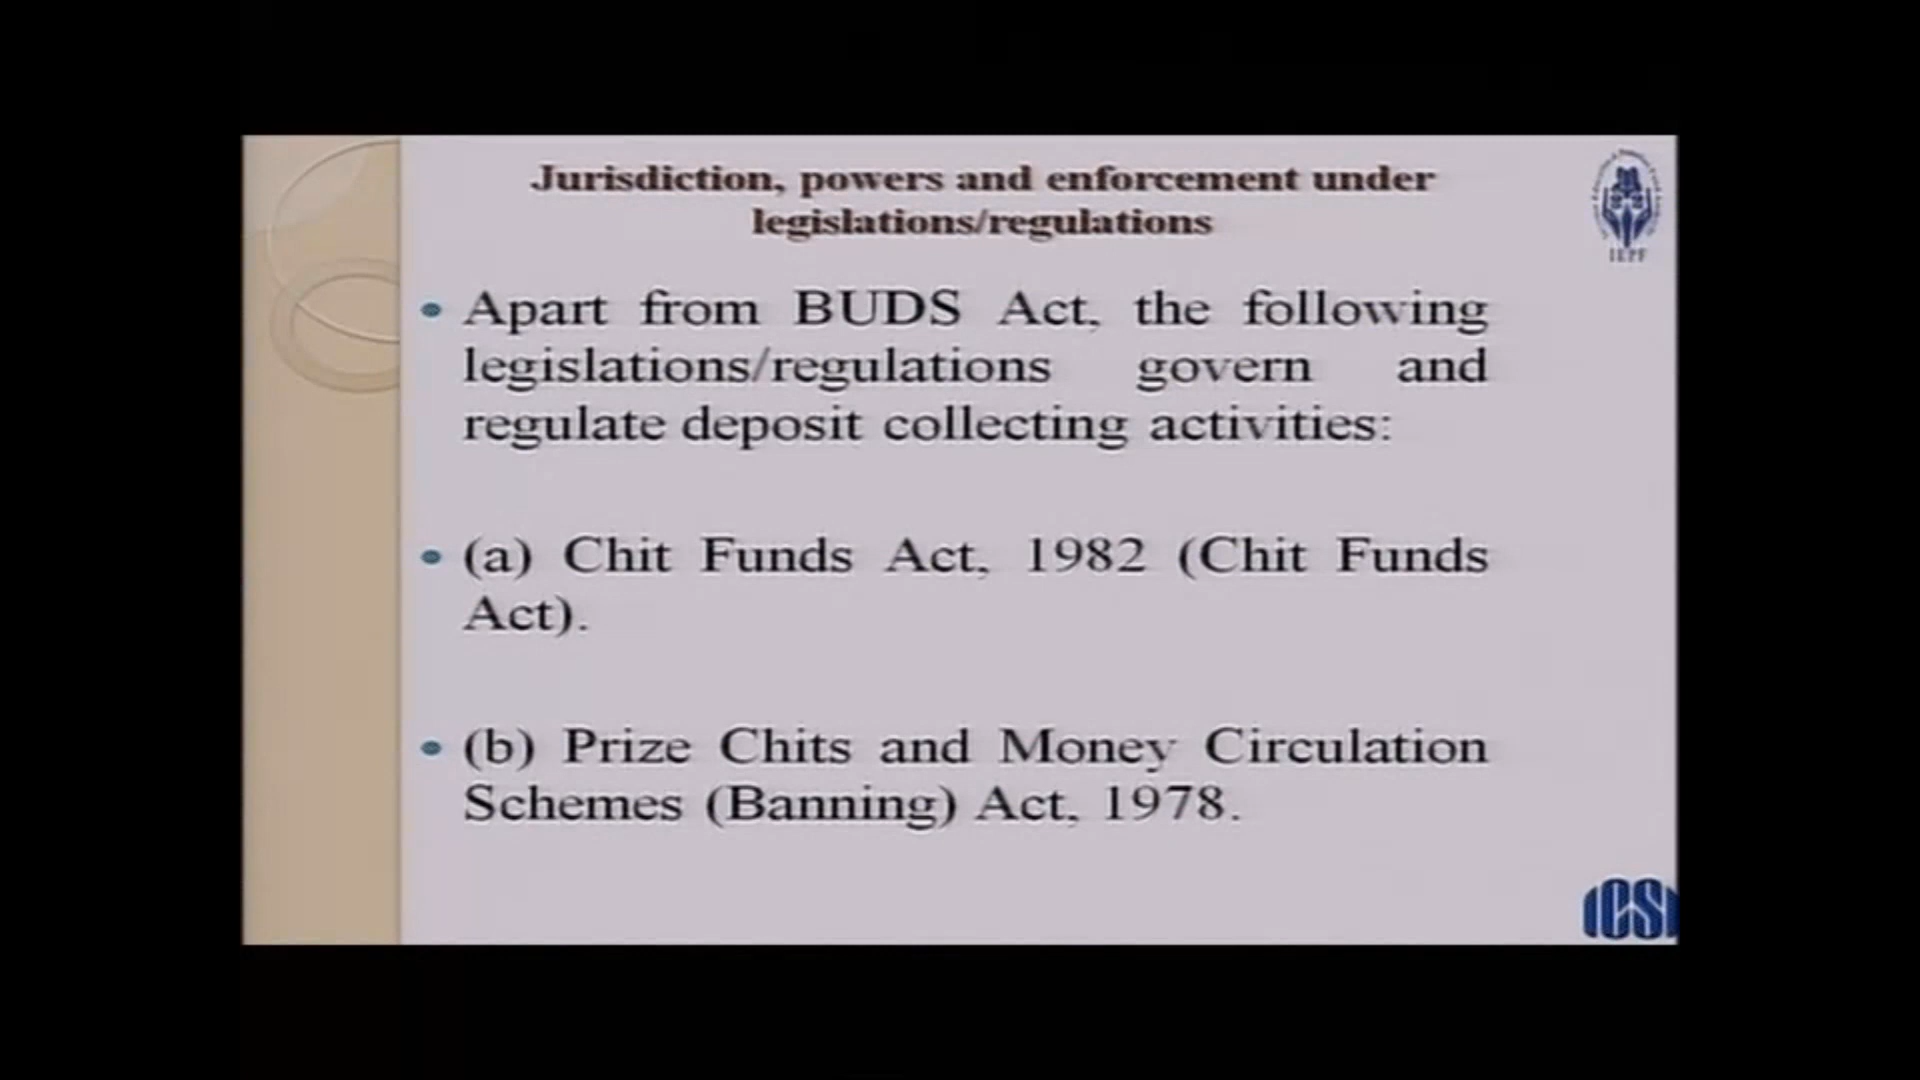 Jurisdiction, powers and enforcement under
legislations/regulations
IEPF
• Apart from BUDS Act, the following
legislations/regulations govern and
regulate deposit collecting activities:
• (a) Chit Funds Act, 1982 (Chit Funds
Act).
• (b) Prize Chits and Money Circulation
Schemes (Banning) Act, 1978.
ICSI